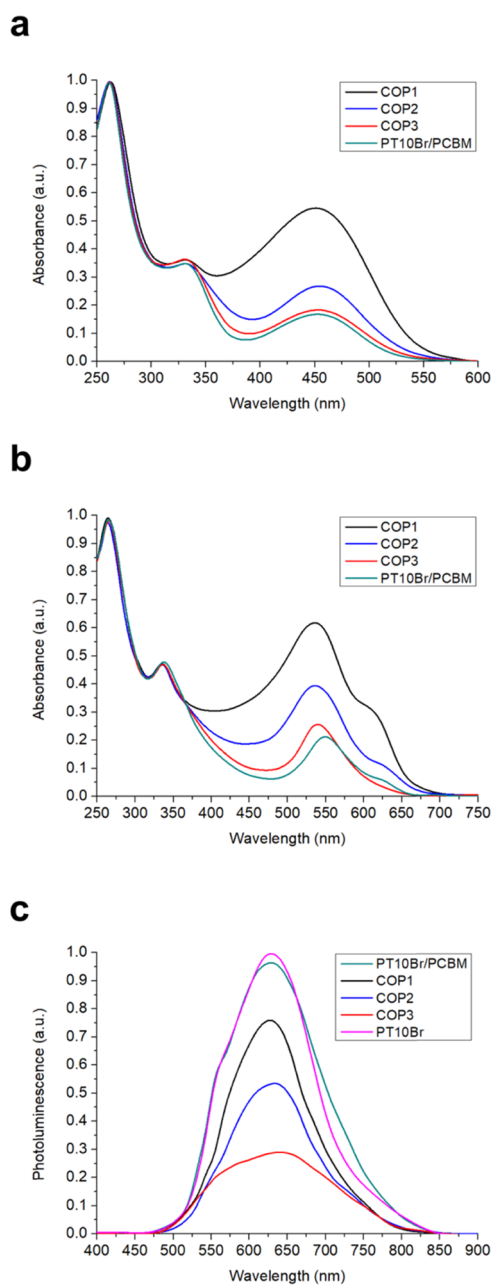 a
1.0
0.9
0.8
0.7
0.6
0.5
0.4
0.3
0.2
0.1
0.0
Absorbance (a.u.)
COP1
COP2
COP3
PT10Br/PCBM
250 300 350 400 450 500 550 600
Wavelength (nm)
b
1.0
0.9
0.8
0.7
0.6
0.5
0.4
0.3
0.2
0.1
0.0
Absorbance (a.u.)
COP1
COP2
COP3
PT10Br/PCBM
250 300 350 400 450 500 550 600 650 700 750
Wavelength (nm)
c
1.0
0.9
0.8
0.7
0.6
0.5
0.4
0.3
0.2
0.1
0.0
Photoluminescence (a.u.)
PT10Br/PCBM
COP1
COP2
COP3
PT10Br
400 450 500 550 600 650 700 750 800 850 900
Wavelength (nm)